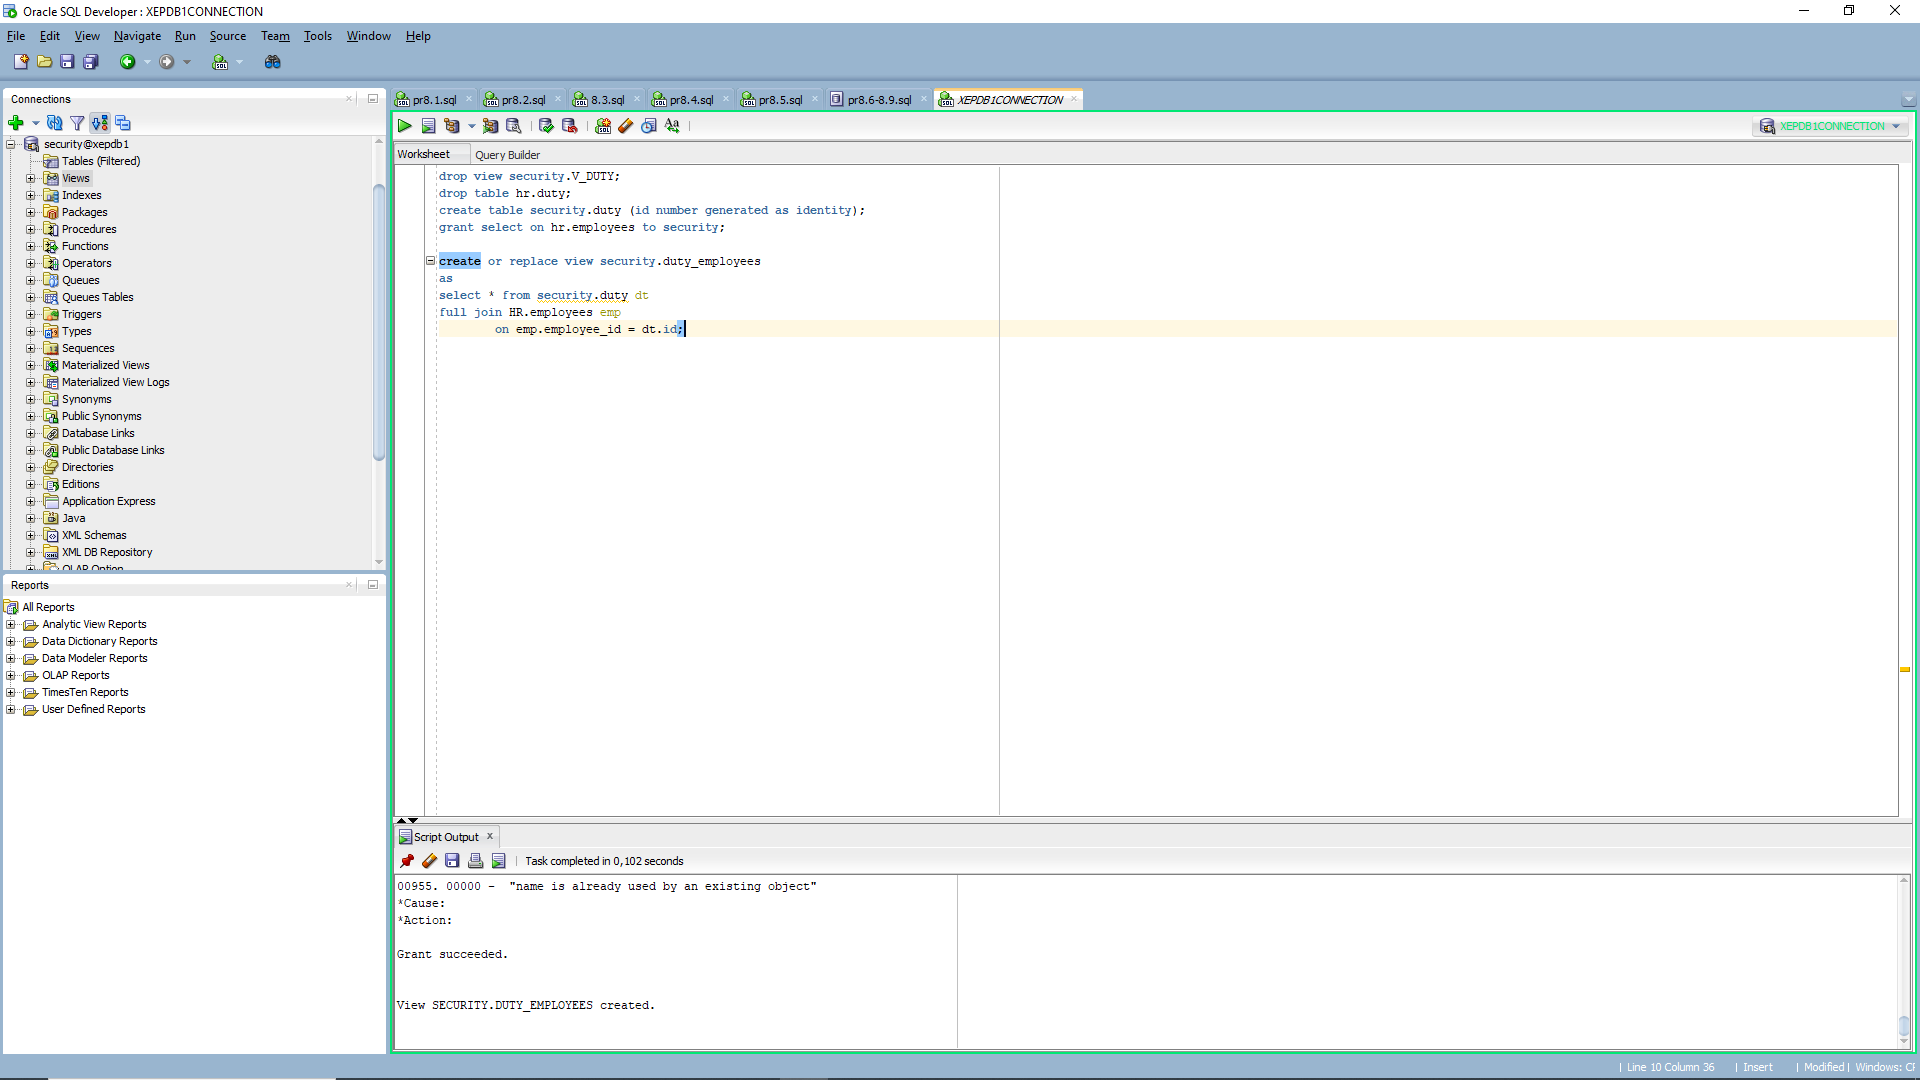 Oracle SQL Developer : XEPDB1CONNECTION
File Edit View Navigate Run Source Team Tools Window Help
Connections
security@xepdb1
Tables (Filtered)
Views
Indexes
Packages
Procedures
Functions
Operators
Queues
Queues Tables
Triggers
Types
Sequences
Materialized Views
Materialized View Logs
Synonyms
Public Synonyms
Database Links
Public Database Links
Directories
Editions
Application Express
Java
XML Schemas
XML DB Repository
OLAP Option
Reports
All Reports
Analytic View Reports
Data Dictionary Reports
Data Modeler Reports
OLAP Reports
TimesTen Reports
User Defined Reports
pr8.1.sql pr8.2.sql 8.3.sql pr8.4.sql pr8.5.sql pr8.6-8.9.sql XEPDB1CONNECTION
XEPDB1CONNECTION
Worksheet Query Builder
drop view security.V_DUTY;
drop table hr.duty;
create table security.duty (id number generated as identity);
grant select on hr.employees to security;
create or replace view security.duty_employees
as
select * from security.duty dt
full join HR.employees emp
on emp.employee_id = dt.id;
Script Output
Task completed in 0,102 seconds
00955. 00000 - "name is already used by an existing object"
*Cause:
*Action:
Grant succeeded.
View SECURITY.DUTY_EMPLOYEES created.
Line 10 Column 36 | Insert | Modified | Windows: